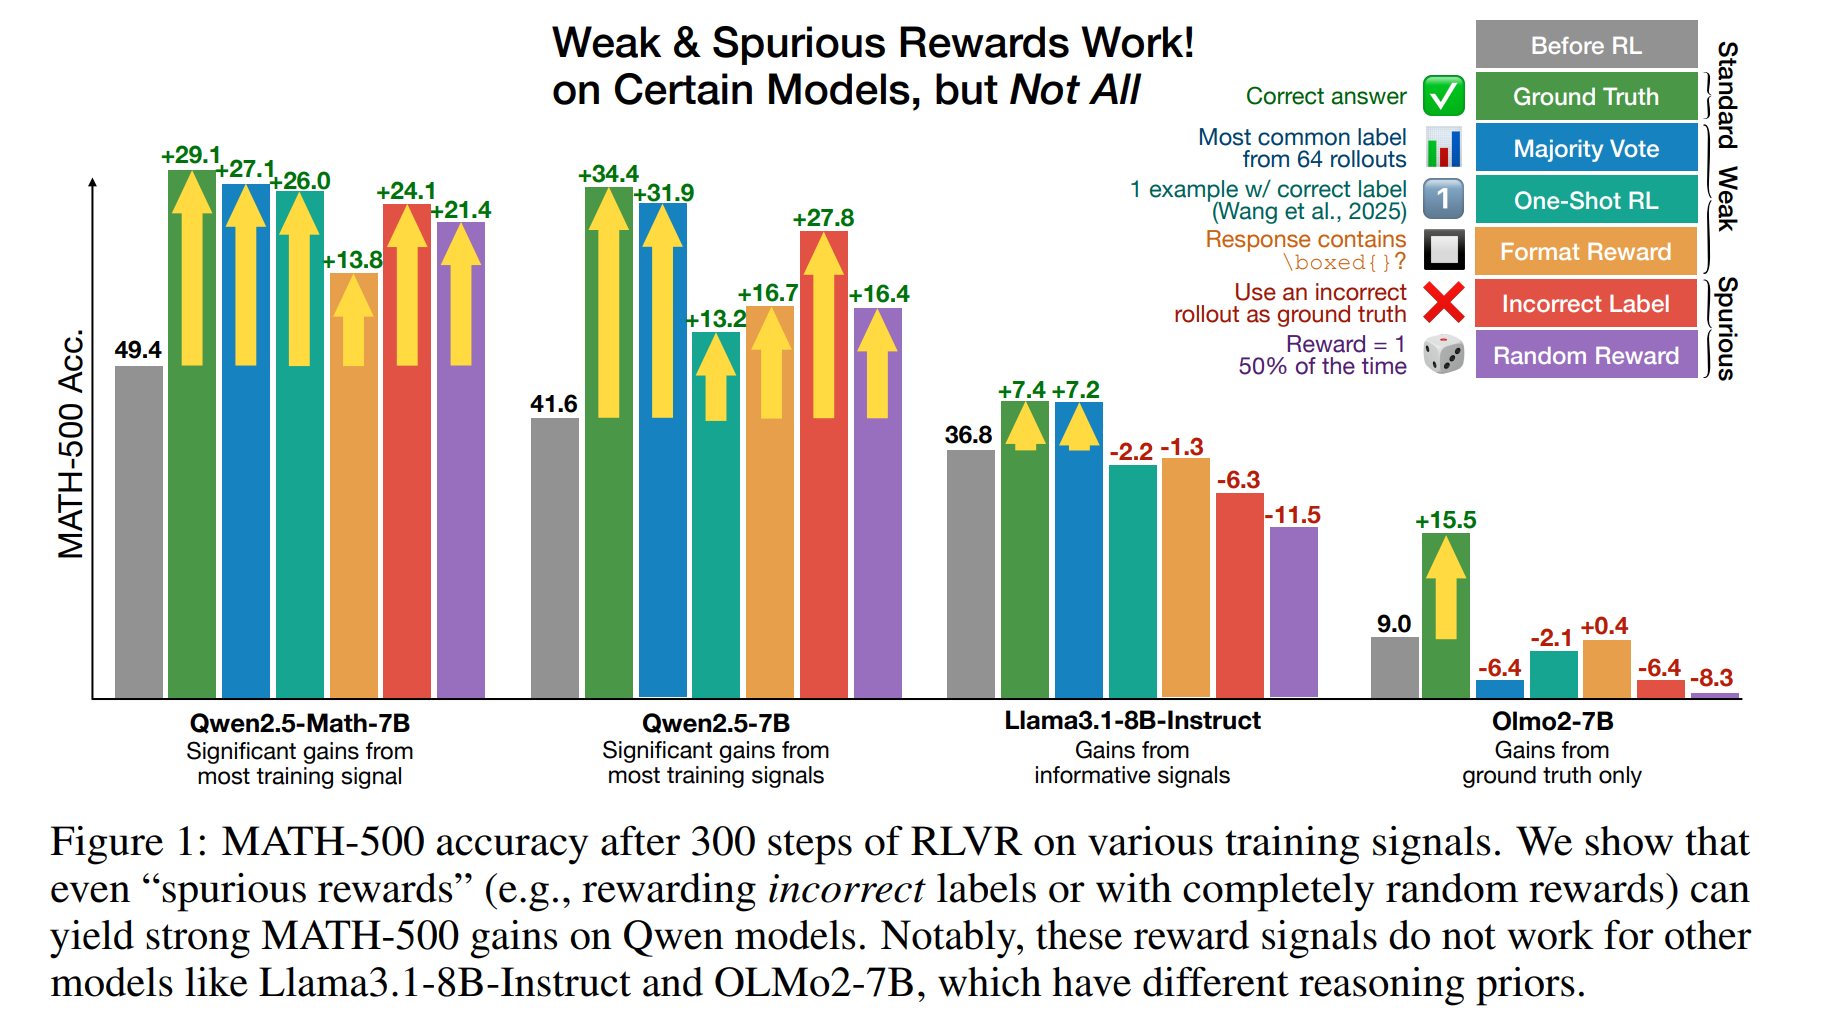 Weak & Spurious Rewards Work!
on Certain Models, but Not All
Before RL
Correct answer
Ground Truth
Most common label
from 64 rollouts
Majority Vote
1 example w/ correct label
(Wang et al., 2025)
1
One-Shot RL
Response contains
\boxed{}?
Format Reward
Use an incorrect
rollout as ground truth
Incorrect Label
Reward = 1
50% of the time
Random Reward
Standard
Weak
Spurious
MATH-500 Acc.
49.4
+29.1
+27.1
+26.0
+13.8
+24.1
+21.4
41.6
+34.4
+31.9
+13.2
+16.7
+27.8
+16.4
36.8
+7.4
+7.2
-2.2
-1.3
-6.3
-11.5
9.0
+15.5
-6.4
-2.1
+0.4
-6.4
-8.3
Qwen2.5-Math-7B
Significant gains from
most training signal
Qwen2.5-7B
Significant gains from
most training signals
Llama3.1-8B-Instruct
Gains from
informative signals
Olmo2-7B
Gains from
ground truth only
Figure 1: MATH-500 accuracy after 300 steps of RLVR on various training signals. We show that
even “spurious rewards” (e.g., rewarding incorrect labels or with completely random rewards) can
yield strong MATH-500 gains on Qwen models. Notably, these reward signals do not work for other
models like Llama3.1-8B-Instruct and OLMo2-7B, which have different reasoning priors.